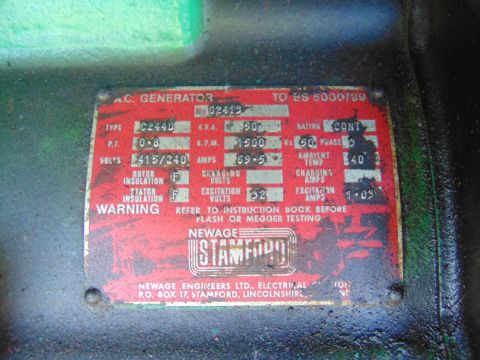 A.C. GENERATOR TO BS 5000/99
No C2419
TYPE C244D K.V.A. 50 RATING CONT
P.F. 0·8 R.P.M. 1500 Hz 50 PHASE 3
VOLTS 415/240 AMPS 69·5 AMBIENT TEMP 40
ROTOR INSULATION F CHARGING VOLTS CHARGING AMPS
STATOR INSULATION F EXCITATION VOLTS 32 EXCITATION AMPS
WARNING REFER TO INSTRUCTION BOOK BEFORE
FLASH OR MEGGER TESTING
NEWAGE
STAMFORD
NEWAGE ENGINEERS LTD., ELECTRICAL
P.O. BOX 17, STAMFORD, LINCOLNSHIRE